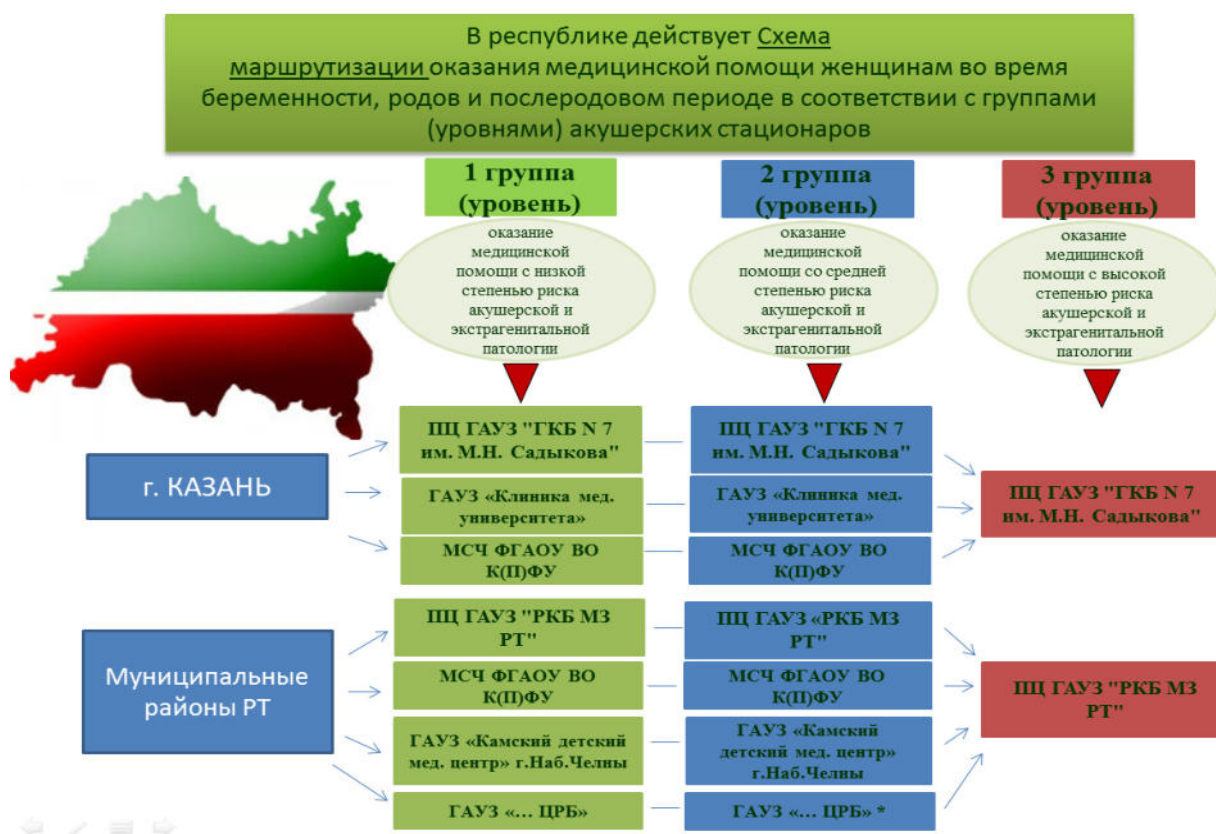 В республике действует Схема
маршрутизации оказания медицинской помощи женщинам во время
беременности, родов и послеродовом периоде в соответствии с группами
(уровнями) акушерских стационаров
1 группа
(уровень)
2 группа
(уровень)
3 группа
(уровень)
оказание
медицинской
помощи с низкой
степенью риска
акушерской и
экстрагенитальной
патологии
оказание
медицинской
помощи со средней
степенью риска
акушерской и
экстрагенитальной
патологии
оказание
медицинской
помощи с высокой
степенью риска
акушерской и
экстрагенитальной
патологии
г. КАЗАНЬ
ПЦ ГАУЗ "ГКБ N 7
им. М.Н. Садыкова"
ПЦ ГАУЗ "ГКБ N 7
им. М.Н. Садыкова"
ГАУЗ «Клиника мед.
университета»
ГАУЗ «Клиника мед.
университета»
МСЧ ФГАОУ ВО
К(П)ФУ
МСЧ ФГАОУ ВО
К(П)ФУ
ПЦ ГАУЗ "ГКБ N 7
им. М.Н. Садыкова"
Муниципальные
районы РТ
ПЦ ГАУЗ "РКБ МЗ
РТ"
ПЦ ГАУЗ «РКБ МЗ
РТ"
МСЧ ФГАОУ ВО
К(П)ФУ
МСЧ ФГАОУ ВО
К(П)ФУ
ГАУЗ «Камский детский
мед. центр» г.Наб.Челны
ГАУЗ «Камский
детский мед. центр»
г.Наб.Челны
ГАУЗ «... ЦРБ»
ГАУЗ «... ЦРБ» *
ПЦ ГАУЗ "РКБ МЗ
РТ"